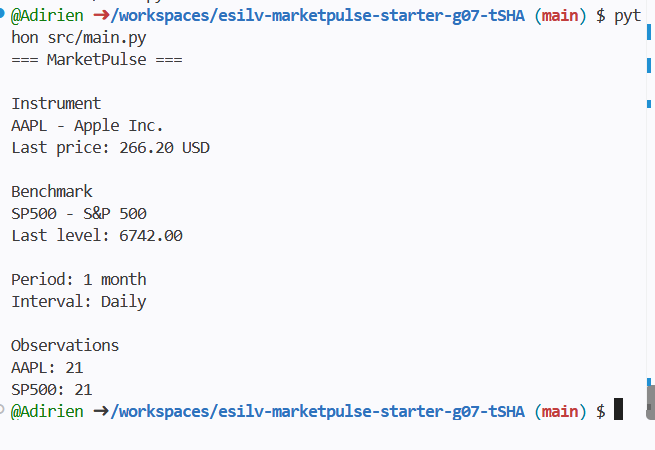 @Adirien ➜/workspaces/esilv-marketpulse-starter-g07-tSHA (main) $ pyt
hon src/main.py
=== MarketPulse ===
Instrument
AAPL - Apple Inc.
Last price: 266.20 USD
Benchmark
SP500 - S&P 500
Last level: 6742.00
Period: 1 month
Interval: Daily
Observations
AAPL: 21
SP500: 21
@Adirien ➜/workspaces/esilv-marketpulse-starter-g07-tSHA (main) $